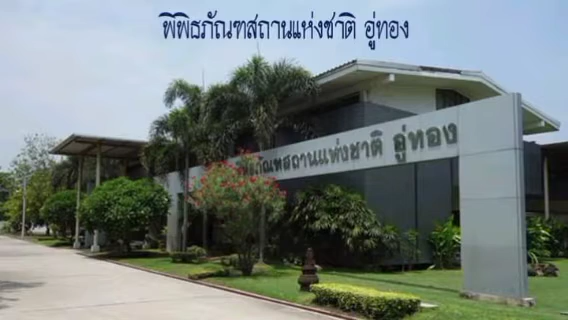 พิพิธภัณฑสถานแห่งชาติ อู่ทอง
ภัณฑสถานแห่งชาติ อู่ทอง